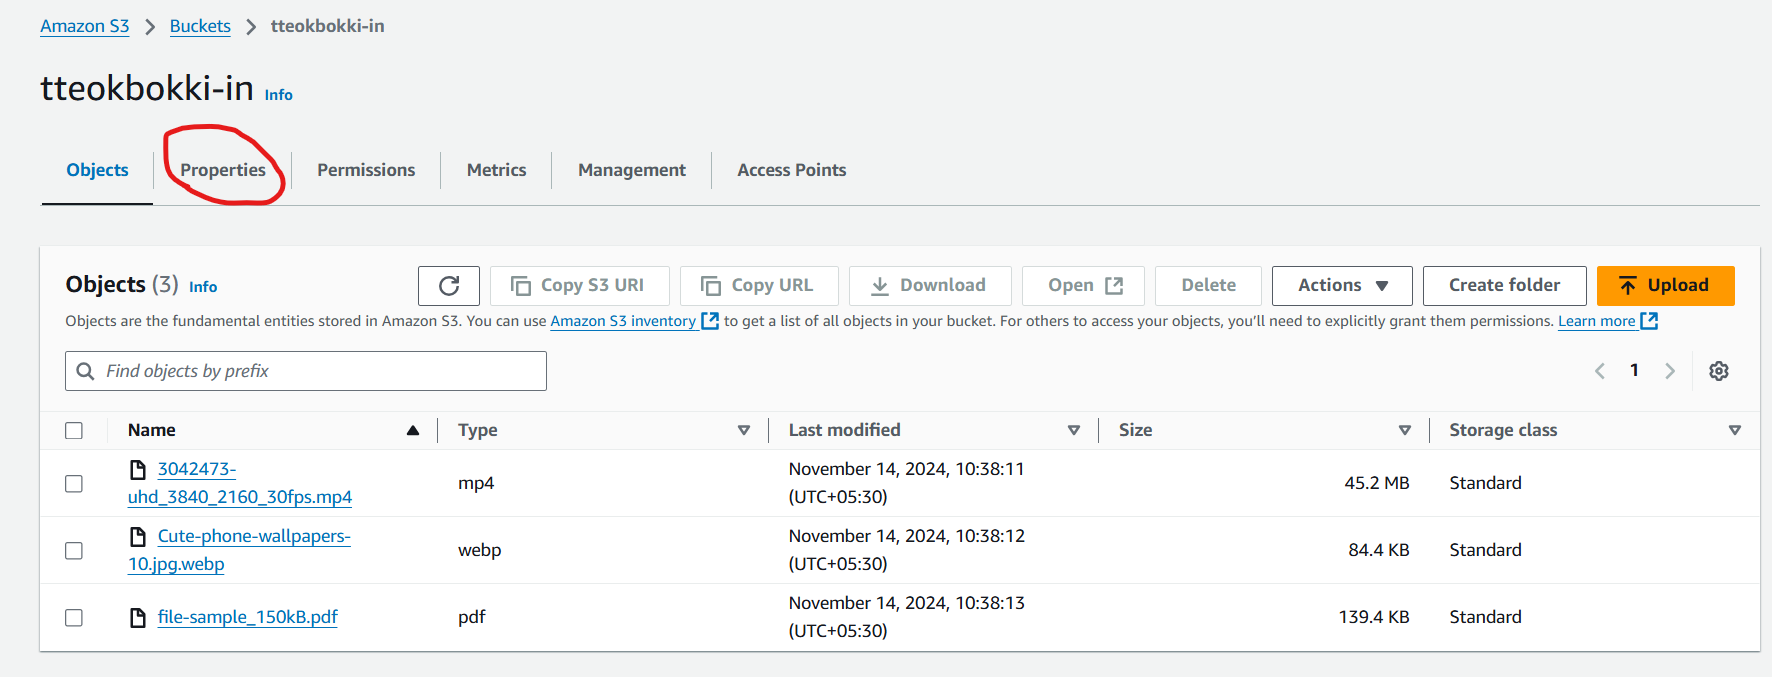 Amazon S3 > Buckets > tteokbokki-in
tteokbokki-in Info
Objects Properties Permissions Metrics Management Access Points
Objects (3) Info Copy S3 URI Copy URL Download Open Delete Actions Create folder Upload
Objects are the fundamental entities stored in Amazon S3. You can use Amazon S3 inventory to get a list of all objects in your bucket. For others to access your objects, you'll need to explicitly grant them permissions. Learn more
Find objects by prefix 1
Name Type Last modified Size Storage class
3042473-
uhd_3840_2160_30fps.mp4 mp4 November 14, 2024, 10:38:11
(UTC+05:30) 45.2 MB Standard
Cute-phone-wallpapers-
10.jpg.webp webp November 14, 2024, 10:38:12
(UTC+05:30) 84.4 KB Standard
file-sample_150kB.pdf pdf November 14, 2024, 10:38:13
(UTC+05:30) 139.4 KB Standard